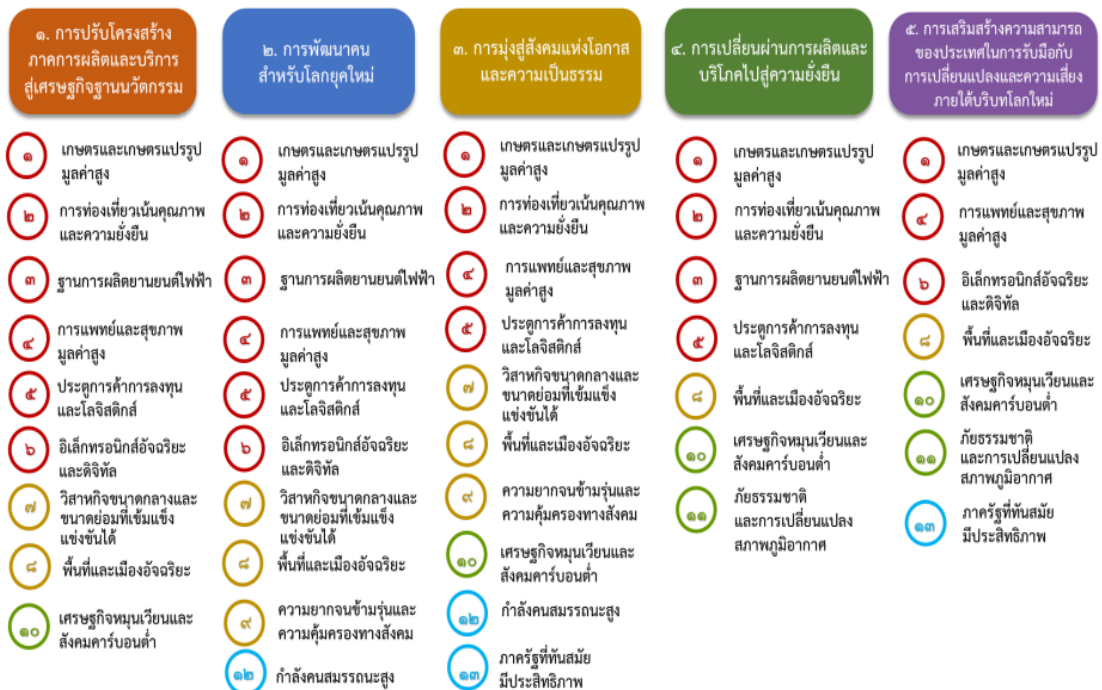 ๑. การปรับโครงสร้าง
ภาคการผลิตและบริการ
สู่เศรษฐกิจฐานนวัตกรรม
๑
เกษตรและเกษตรแปรรูป
มูลค่าสูง
๒
การท่องเที่ยวเน้นคุณภาพ
และความยั่งยืน
๓
ฐานการผลิตยานยนต์ไฟฟ้า
๔
การแพทย์และสุขภาพ
มูลค่าสูง
๕
ประตูการค้าการลงทุน
และโลจิสติกส์
๖
อิเล็กทรอนิกส์อัจฉริยะ
และดิจิทัล
๗
วิสาหกิจขนาดกลางและ
ขนาดย่อมที่เข้มแข็ง
แข่งขันได้
๘
พื้นที่และเมืองอัจฉริยะ
๑๐
เศรษฐกิจหมุนเวียนและ
สังคมคาร์บอนต่ำ
๒. การพัฒนาคน
สำหรับโลกยุคใหม่
๑
เกษตรและเกษตรแปรรูป
มูลค่าสูง
๒
การท่องเที่ยวเน้นคุณภาพ
และความยั่งยืน
๓
ฐานการผลิตยานยนต์ไฟฟ้า
๔
การแพทย์และสุขภาพ
มูลค่าสูง
๕
ประตูการค้าการลงทุน
และโลจิสติกส์
๖
อิเล็กทรอนิกส์อัจฉริยะ
และดิจิทัล
๗
วิสาหกิจขนาดกลางและ
ขนาดย่อมที่เข้มแข็ง
แข่งขันได้
๘
พื้นที่และเมืองอัจฉริยะ
๙
ความยากจนข้ามรุ่นและ
ความคุ้มครองทางสังคม
๑๒
กำลังคนสมรรถนะสูง
๓. การมุ่งสู่สังคมแห่งโอกาส
และความเป็นธรรม
๑
เกษตรและเกษตรแปรรูป
มูลค่าสูง
๒
การท่องเที่ยวเน้นคุณภาพ
และความยั่งยืน
๔
การแพทย์และสุขภาพ
มูลค่าสูง
๕
ประตูการค้าการลงทุน
และโลจิสติกส์
๗
วิสาหกิจขนาดกลางและ
ขนาดย่อมที่เข้มแข็ง
แข่งขันได้
๘
พื้นที่และเมืองอัจฉริยะ
๙
ความยากจนข้ามรุ่นและ
ความคุ้มครองทางสังคม
๑๐
เศรษฐกิจหมุนเวียนและ
สังคมคาร์บอนต่ำ
๑๒
กำลังคนสมรรถนะสูง
๑๓
ภาครัฐที่ทันสมัย
มีประสิทธิภาพ
๔. การเปลี่ยนผ่านการผลิตและ
บริโภคไปสู่ความยั่งยืน
๑
เกษตรและเกษตรแปรรูป
มูลค่าสูง
๒
การท่องเที่ยวเน้นคุณภาพ
และความยั่งยืน
๓
ฐานการผลิตยานยนต์ไฟฟ้า
๕
ประตูการค้าการลงทุน
และโลจิสติกส์
๘
พื้นที่และเมืองอัจฉริยะ
๑๐
เศรษฐกิจหมุนเวียนและ
สังคมคาร์บอนต่ำ
๑๑
ภัยธรรมชาติ
และการเปลี่ยนแปลง
สภาพภูมิอากาศ
๕. การเสริมสร้างความสามารถ
ของประเทศในการรับมือกับ
การเปลี่ยนแปลงและความเสี่ยง
ภายใต้บริบทโลกใหม่
๑
เกษตรและเกษตรแปรรูป
มูลค่าสูง
๔
การแพทย์และสุขภาพ
มูลค่าสูง
๖
อิเล็กทรอนิกส์อัจฉริยะ
และดิจิทัล
๘
พื้นที่และเมืองอัจฉริยะ
๑๐
เศรษฐกิจหมุนเวียนและ
สังคมคาร์บอนต่ำ
๑๑
ภัยธรรมชาติ
และการเปลี่ยนแปลง
สภาพภูมิอากาศ
๑๓
ภาครัฐที่ทันสมัย
มีประสิทธิภาพ